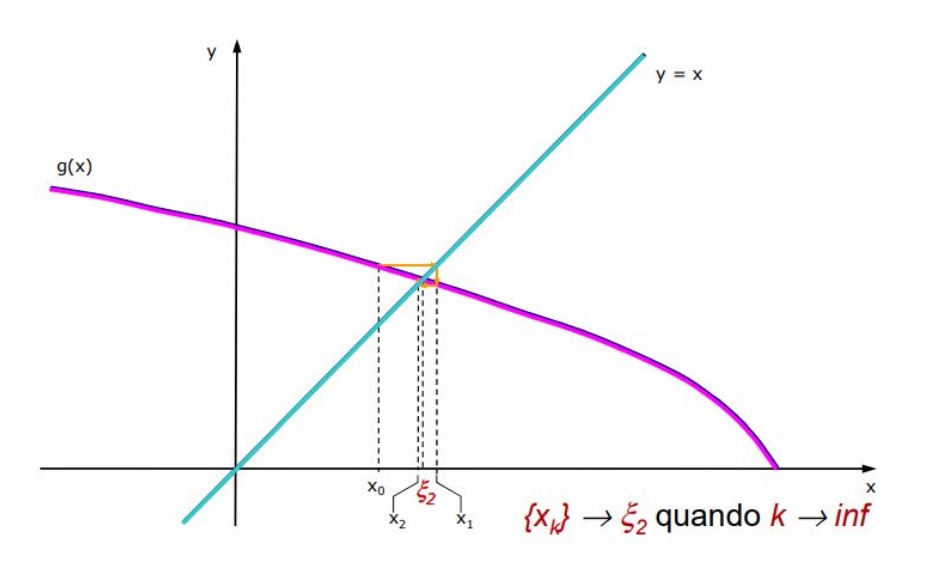 y
y = x
g(x)
x₀ ξ₂ x
x₂ x₁
{xₖ} → ξ₂ quando k → inf